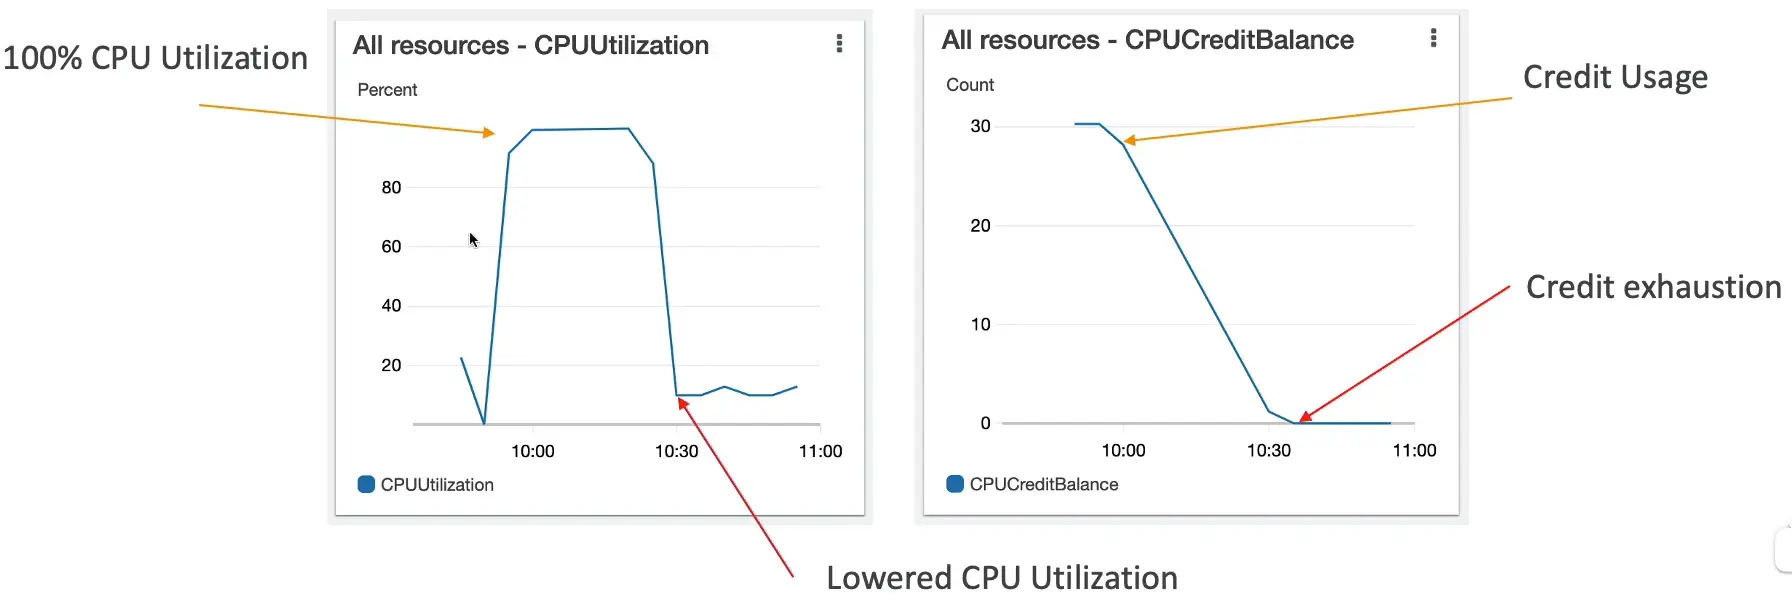 100% CPU Utilization
All resources - CPUUtilization
Percent
80
60
40
20
10:00
10:30
11:00
CPUUtilization
Lowered CPU Utilization
All resources - CPUCreditBalance
Count
30
20
10
0
10:00
10:30
11:00
CPUCreditBalance
Credit Usage
Credit exhaustion